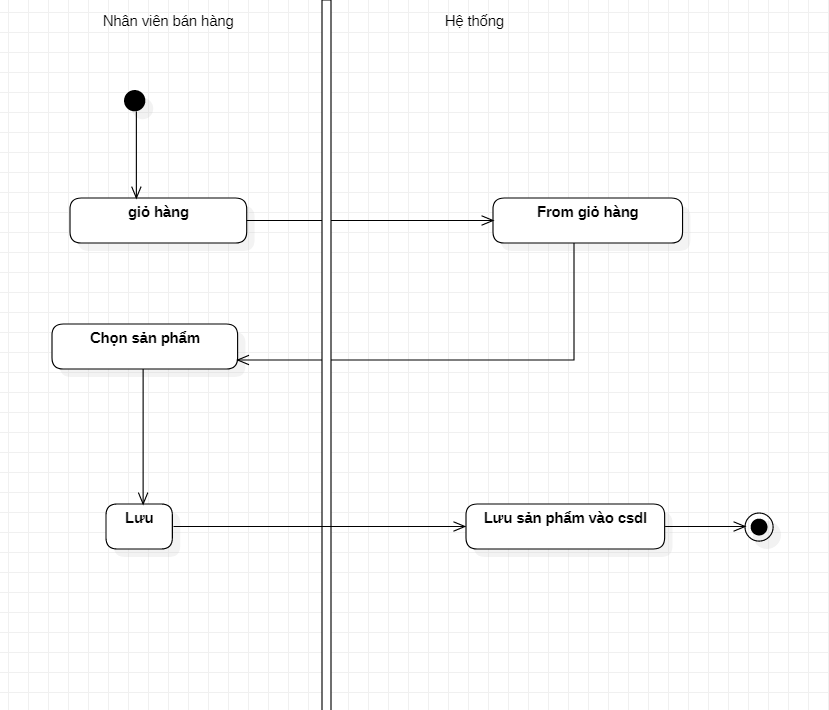 Nhân viên bán hàng
Hệ thống
giỏ hàng
From giỏ hàng
Chọn sản phẩm
Lưu
Lưu sản phẩm vào csdl